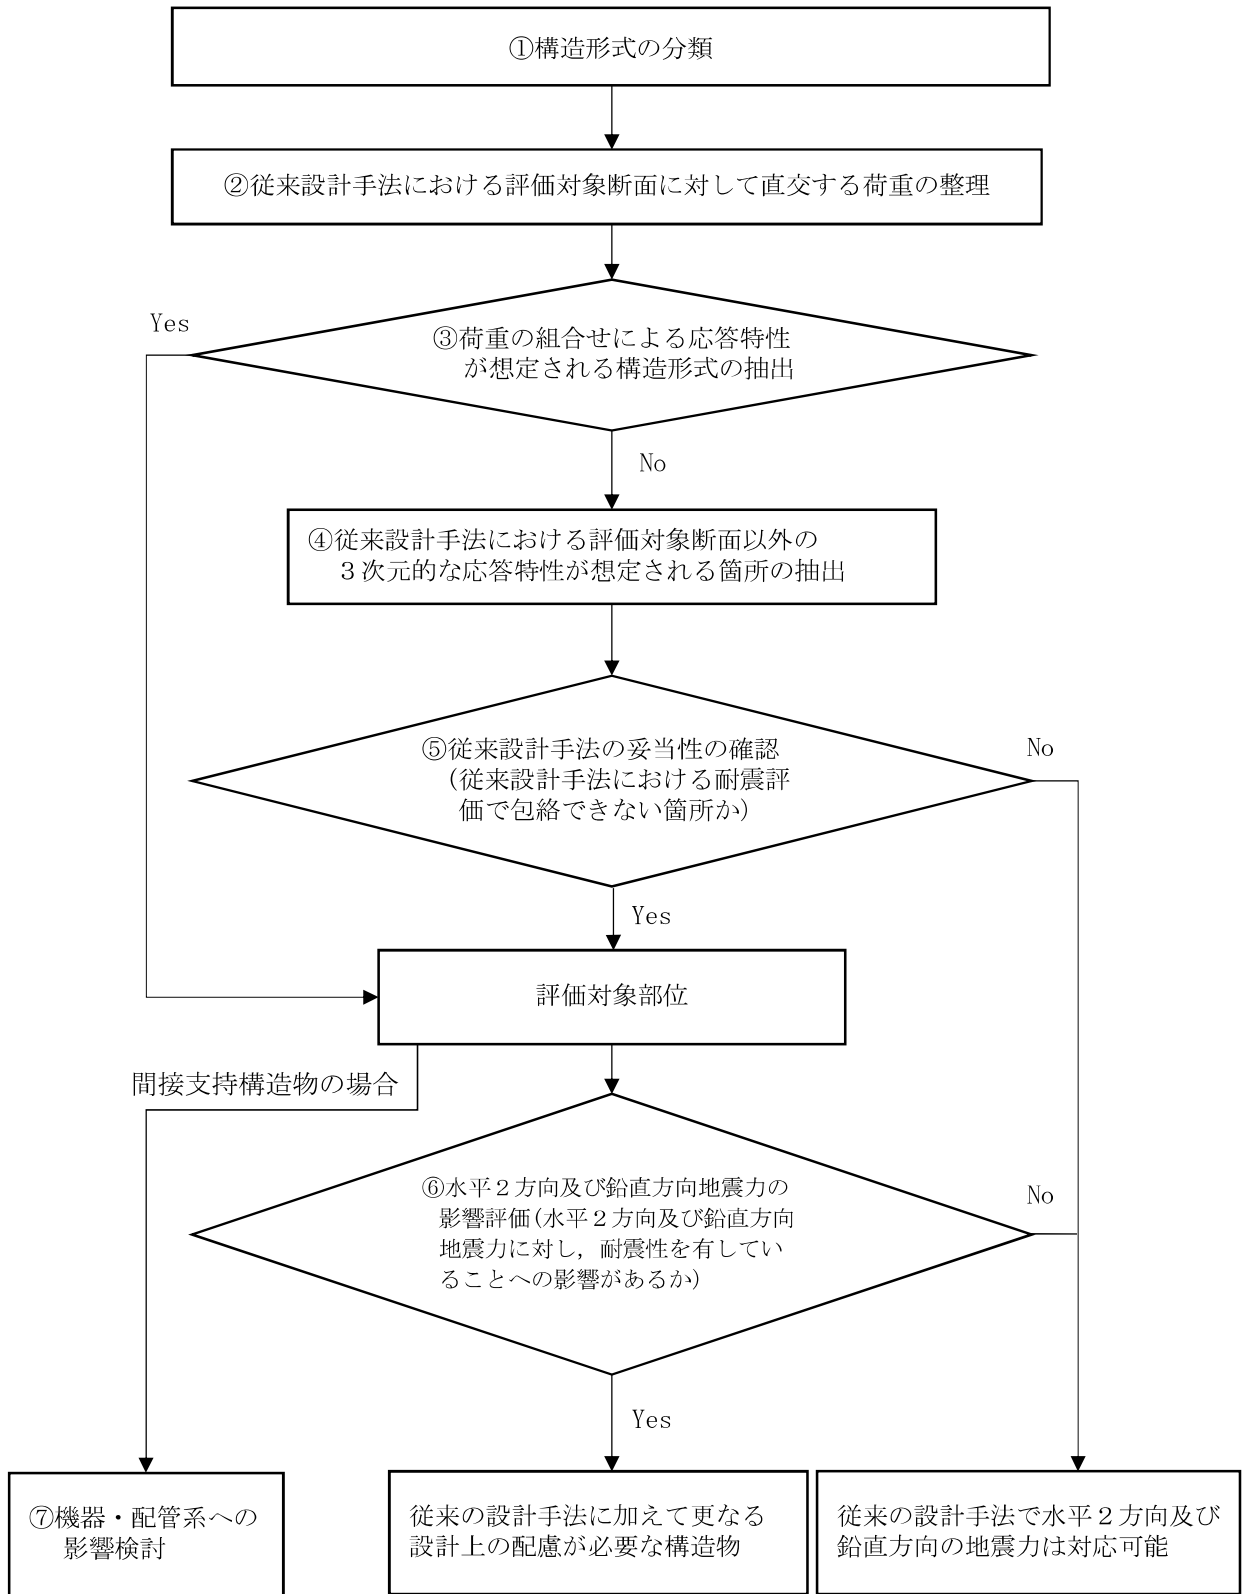 ①構造形式の分類
②従来設計手法における評価対象断面に対して直交する荷重の整理
Yes
③荷重の組合せによる応答特性
が想定される構造形式の抽出
No
④従来設計手法における評価対象断面以外の
３次元的な応答特性が想定される箇所の抽出
⑤従来設計手法の妥当性の確認
(従来設計手法における耐震評
価で包絡できない箇所か)
No
Yes
評価対象部位
間接支持構造物の場合
⑥水平２方向及び鉛直方向地震力の
影響評価(水平２方向及び鉛直方向
地震力に対し，耐震性を有してい
ることへの影響があるか)
No
Yes
⑦機器・配管系への
影響検討
従来の設計手法に加えて更なる
設計上の配慮が必要な構造物
従来の設計手法で水平２方向及び
鉛直方向の地震力は対応可能